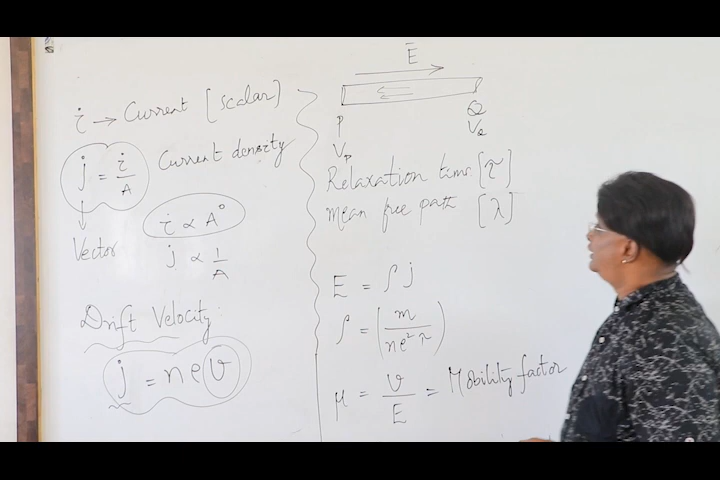 i → Current [scalar]
j = i/A Current density
↓
Vector
i ∝ A°
j ∝ 1/A
Drift Velocity:
j = nev
E
P Q
Vp VQ
Relaxation time [τ]
Mean free path [λ]
E = ρj
ρ = (m/ne²τ)
μ = v/E = Mobility factor